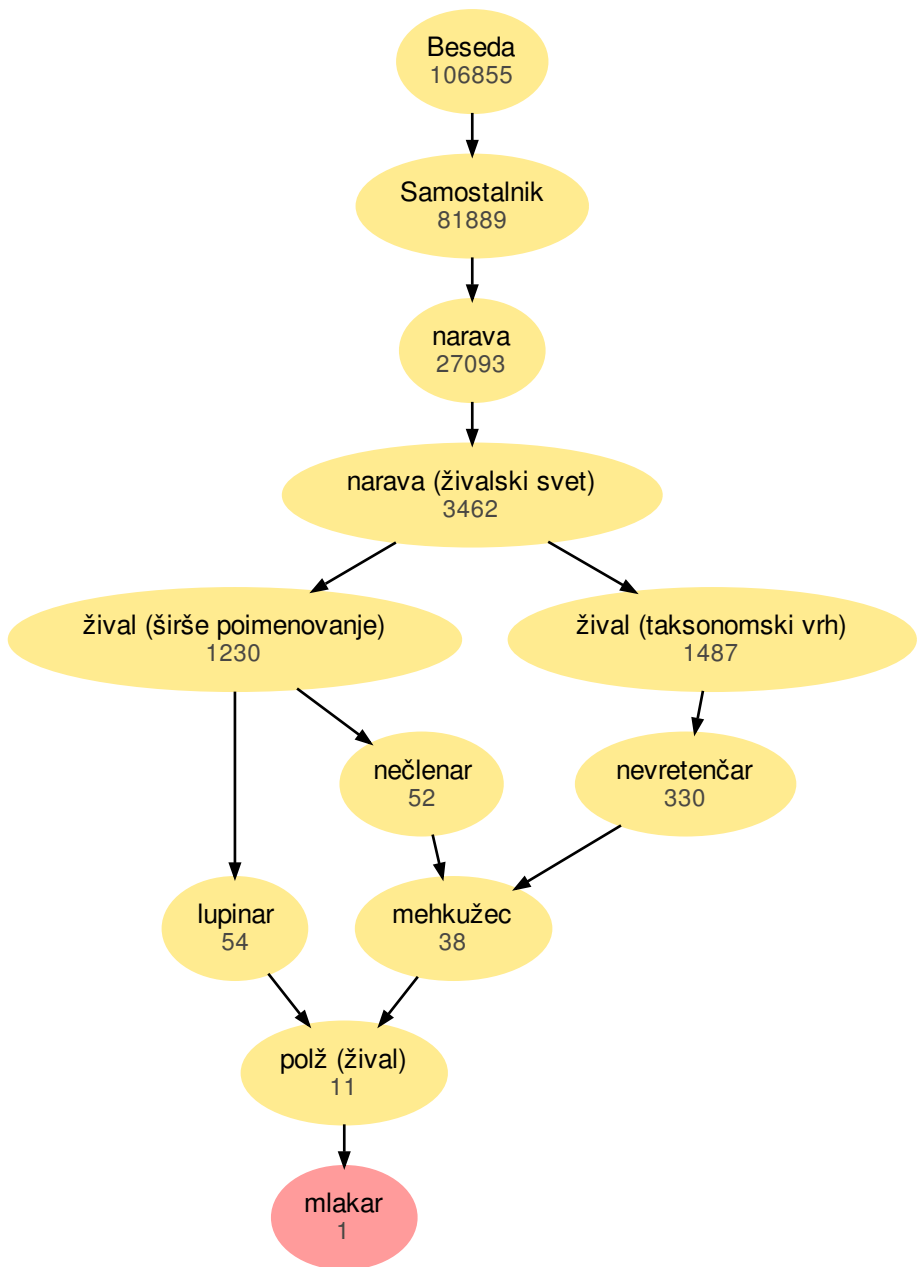 Beseda
106855
Samostalnik
81889
narava
27093
narava (živalski svet)
3462
žival (širše poimenovanje)
1230
žival (taksonomski vrh)
1487
nečlenar
52
nevretenčar
330
lupinar
54
mehkužec
38
polž (žival)
11
mlakar
1